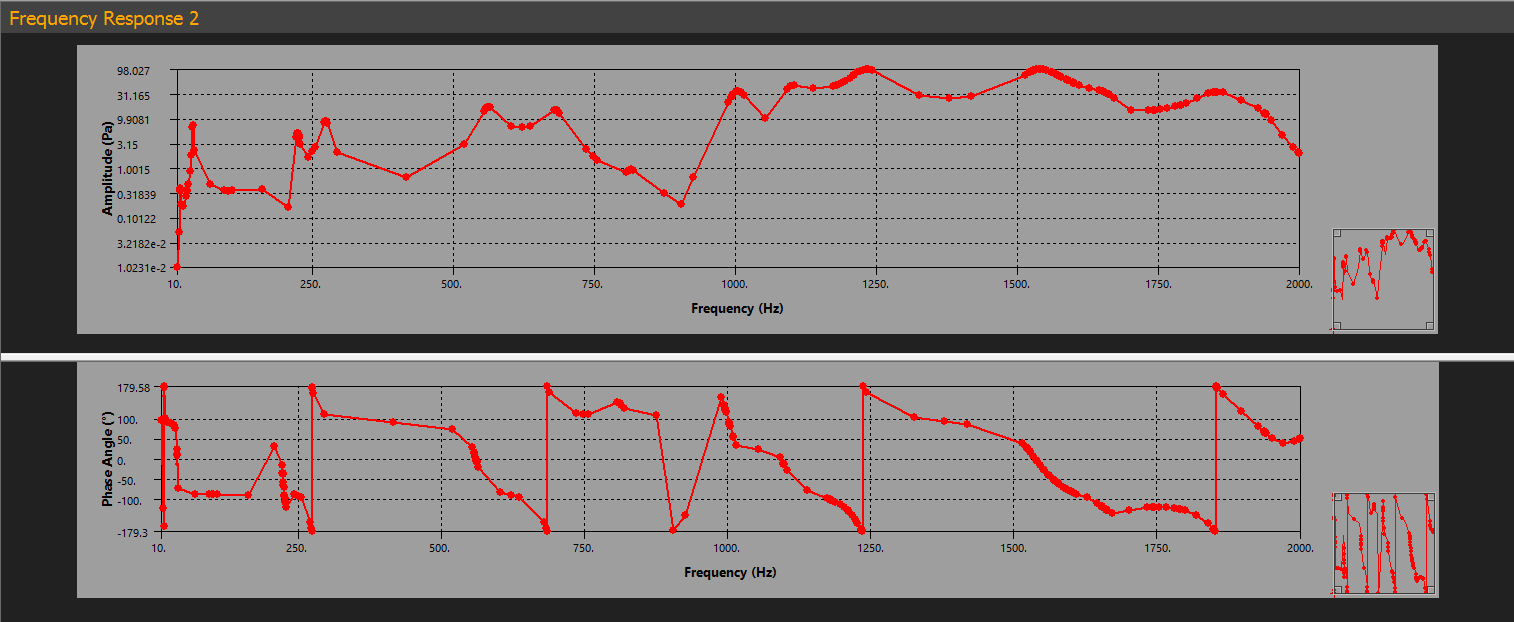 Frequency Response 2
98.027
31.165
9.9081
3.15
1.0015
0.31839
0.10122
3.2182e-2
1.0231e-2
Amplitude (Pa)
10. 250. 500. 750. 1000. 1250. 1500. 1750. 2000.
Frequency (Hz)
179.58
100.
50.
0.
-50.
-100.
-179.3
Phase Angle (°)
10. 250. 500. 750. 1000. 1250. 1500. 1750. 2000.
Frequency (Hz)